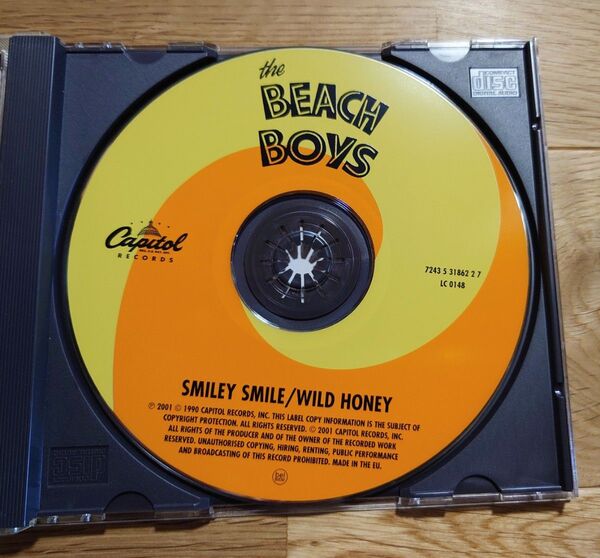 the
BEACH
BOYS
COMPACT
disc
DIGITAL AUDIO
Capitol
RECORDS
7243 5 31862 2 7
LC 0148
SMILEY SMILE/WILD HONEY
℗ 2001 © 1990 CAPITOL RECORDS, INC. THIS LABEL COPY INFORMATION IS THE SUBJECT OF
COPYRIGHT PROTECTION. ALL RIGHTS RESERVED. © 2001 CAPITOL RECORDS, INC.
ALL RIGHTS OF THE PRODUCER AND OF THE OWNER OF THE RECORDED WORK
RESERVED. UNAUTHORISED COPYING, HIRING, RENTING, PUBLIC PERFORMANCE
AND BROADCASTING OF THIS RECORD PROHIBITED. MADE IN THE EU.